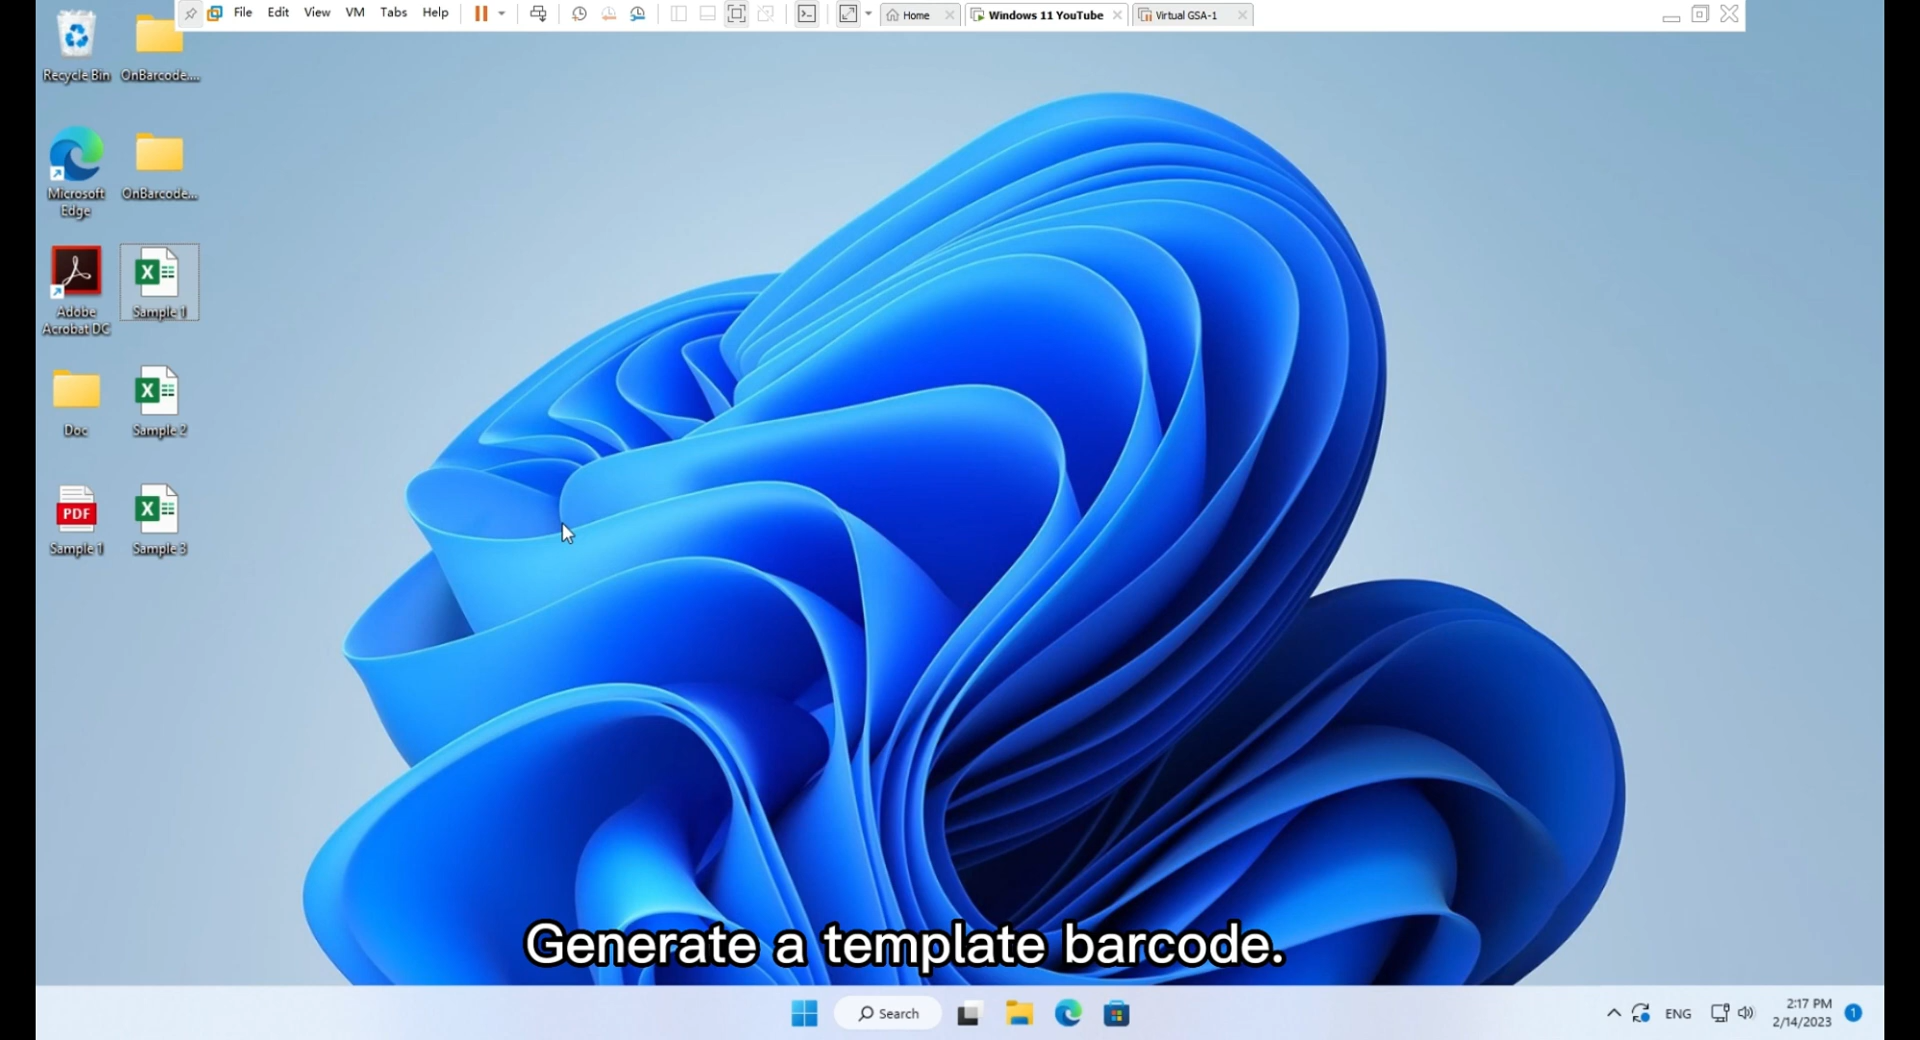 File Edit View VM Tabs Help
Home
Windows 11 YouTube
Virtual GSA-1
Recycle Bin
OnBarcode....
Microsoft
Edge
OnBarcode...
Adobe
Acrobat DC
Sample 1
Doc
Sample 2
PDF
Sample 1
Sample 3
Generate a template barcode.
Search
ENG
2:17 PM
2/14/2023
1